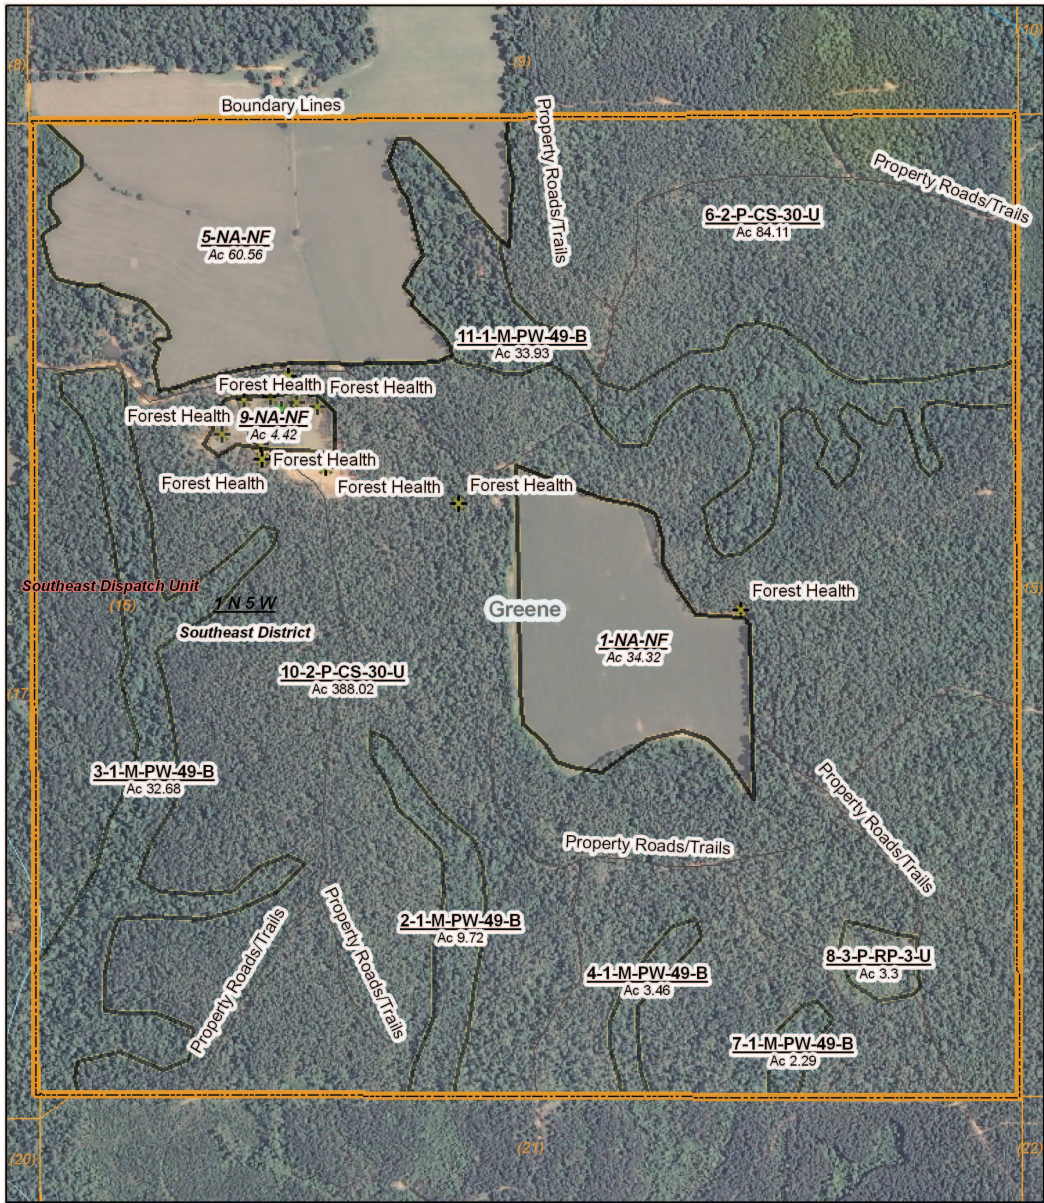 (8)
(9)
(10)
Boundary Lines
Property Roads/Trails
Property Roads/Trails
6-2-P-CS-30-U
Ac 84.11
5-NA-NF
Ac 60.56
11-1-M-PW-49-B
Ac 33.93
Forest Health
Forest Health
Forest Health
9-NA-NF
Ac 4.42
Forest Health
Forest Health
Forest Health
Forest Health
Southeast Dispatch Unit
(16)
1 N 5 W
Southeast District
Greene
Forest Health
(15)
1-NA-NF
Ac 34.32
10-2-P-CS-30-U
Ac 388.02
(17)
3-1-M-PW-49-B
Ac 32.68
Property Roads/Trails
Property Roads/Trails
Property Roads/Trails
Property Roads/Trails
2-1-M-PW-49-B
Ac 9.72
4-1-M-PW-49-B
Ac 3.46
8-3-P-RP-3-U
Ac 3.3
7-1-M-PW-49-B
Ac 2.29
(20)
(21)
(22)